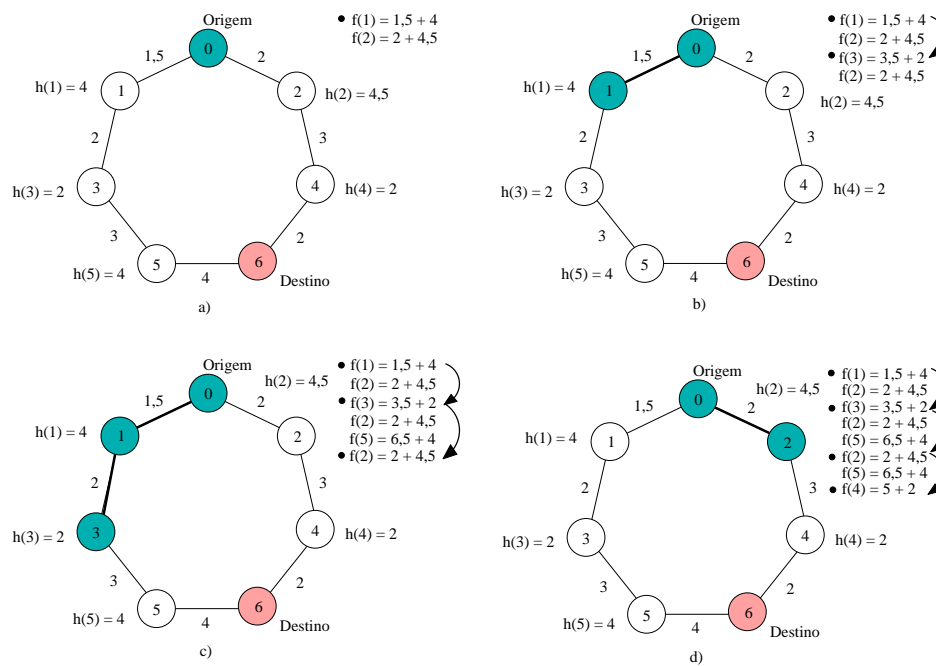 Origem
f(1) = 1,5 + 4
f(2) = 2 + 4,5
0
1,5
2
h(1) = 4
1
2
h(2) = 4,5
2
3
h(3) = 2
3
4
h(4) = 2
3
2
5
6
h(5) = 4
4
Destino
a)
Origem
f(1) = 1,5 + 4
f(2) = 2 + 4,5
f(3) = 3,5 + 2
f(2) = 2 + 4,5
0
1,5
2
h(1) = 4
1
2
h(2) = 4,5
2
3
h(3) = 2
3
4
h(4) = 2
3
2
5
6
h(5) = 4
4
Destino
b)
Origem
f(1) = 1,5 + 4
f(2) = 2 + 4,5
f(3) = 3,5 + 2
f(2) = 2 + 4,5
f(5) = 6,5 + 4
f(2) = 2 + 4,5
h(2) = 4,5
0
1,5
2
h(1) = 4
1
2
2
3
h(3) = 2
3
4
h(4) = 2
3
2
5
6
h(5) = 4
4
Destino
c)
Origem
f(1) = 1,5 + 4
f(2) = 2 + 4,5
f(3) = 3,5 + 2
f(2) = 2 + 4,5
f(5) = 6,5 + 4
f(2) = 2 + 4,5
f(5) = 6,5 + 4
f(4) = 5 + 2
h(2) = 4,5
0
1,5
2
h(1) = 4
1
2
2
3
h(3) = 2
3
4
h(4) = 2
3
2
5
6
h(5) = 4
4
Destino
d)